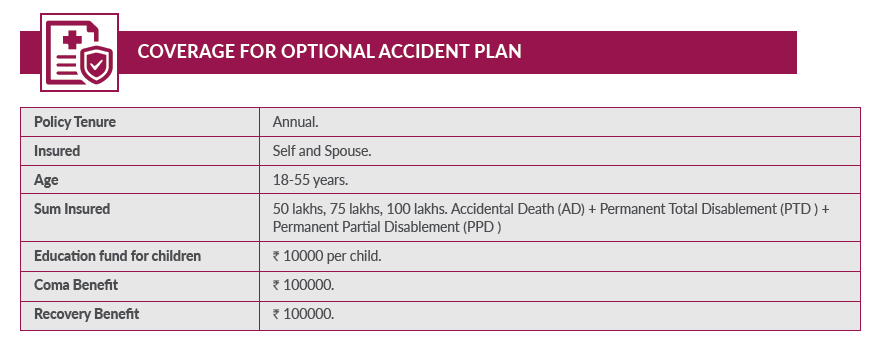 COVERAGE FOR OPTIONAL ACCIDENT PLAN
Policy Tenure Annual.
Insured Self and Spouse.
Age 18-55 years.
Sum Insured 50 lakhs, 75 lakhs, 100 lakhs. Accidental Death (AD) + Permanent Total Disablement (PTD ) +
Permanent Partial Disablement (PPD )
Education fund for children ₹ 10000 per child.
Coma Benefit ₹ 100000.
Recovery Benefit ₹ 100000.